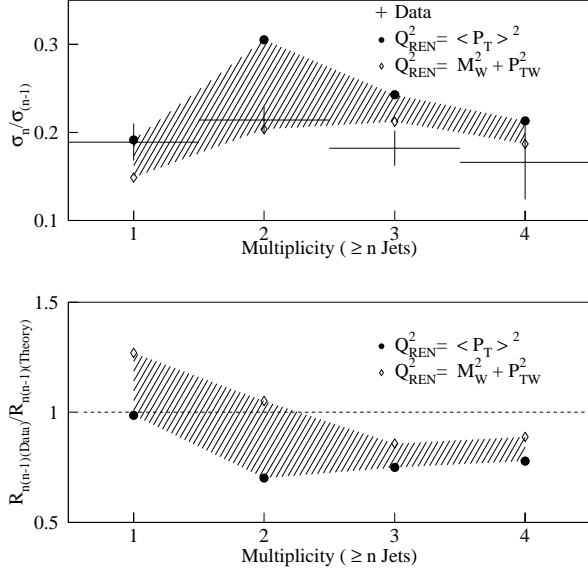 σn/σ(n-1)
0.3
0.2
0.1
Data
Q²REN= < PT > ²
Q²REN= M²W + P²TW
1 2 3 4
Multiplicity ( ≥ n Jets)
Rn(n-1)(Data)/Rn(n-1)(Theory)
1.5
1
0.5
Q²REN= < PT > ²
Q²REN= M²W + P²TW
1 2 3 4
Multiplicity ( ≥ n Jets)